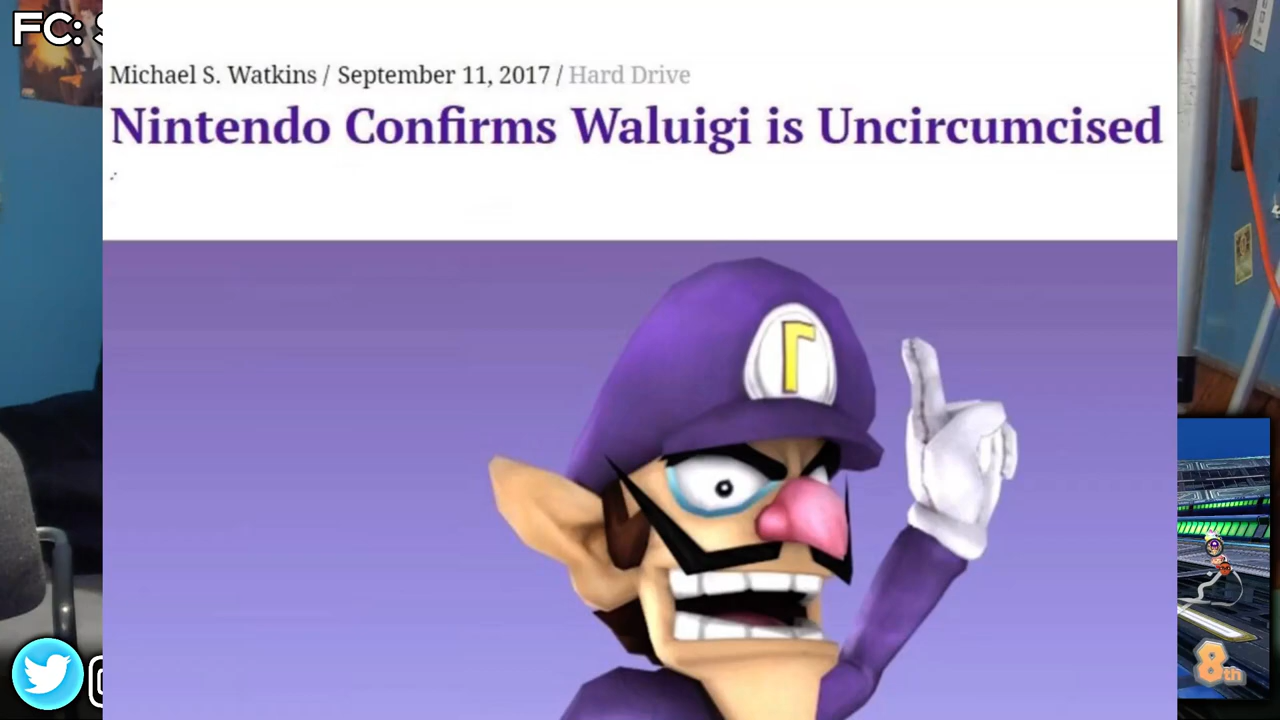 FC: S
Michael S. Watkins / September 11, 2017 / Hard Drive
Nintendo Confirms Waluigi is Uncircumcised
8th